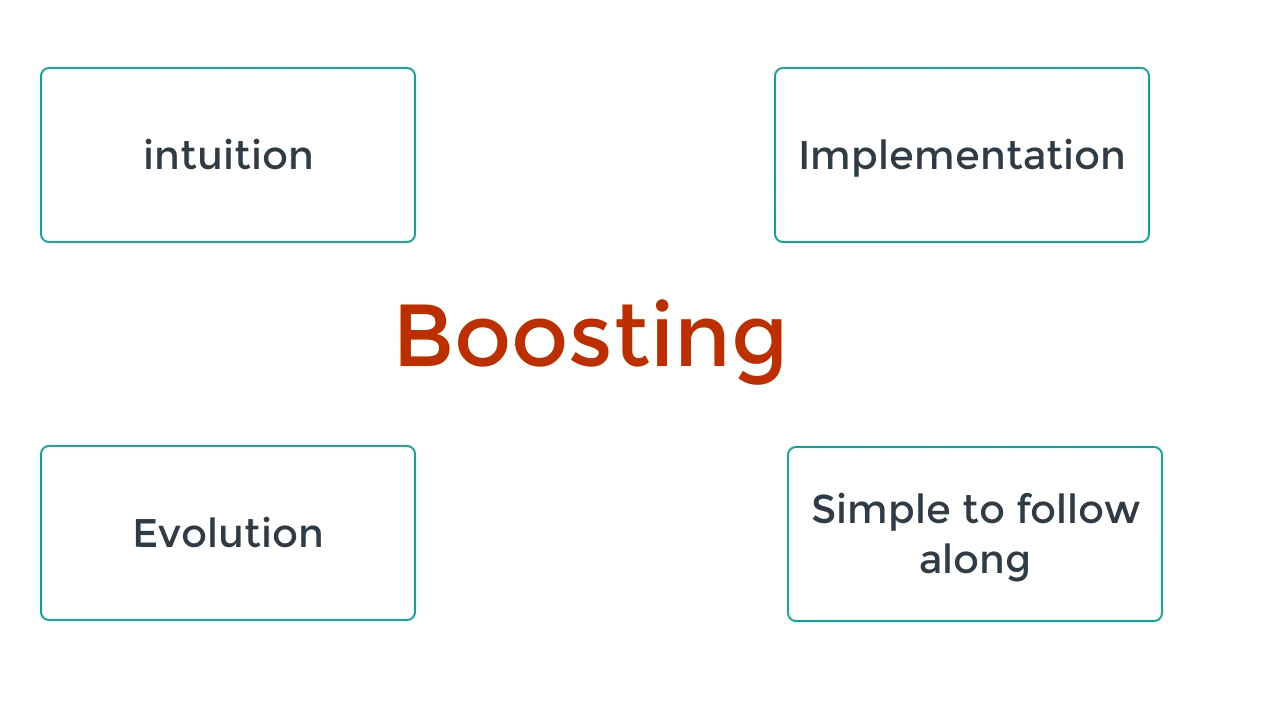 intuition
Implementation
Boosting
Evolution
Simple to follow
along